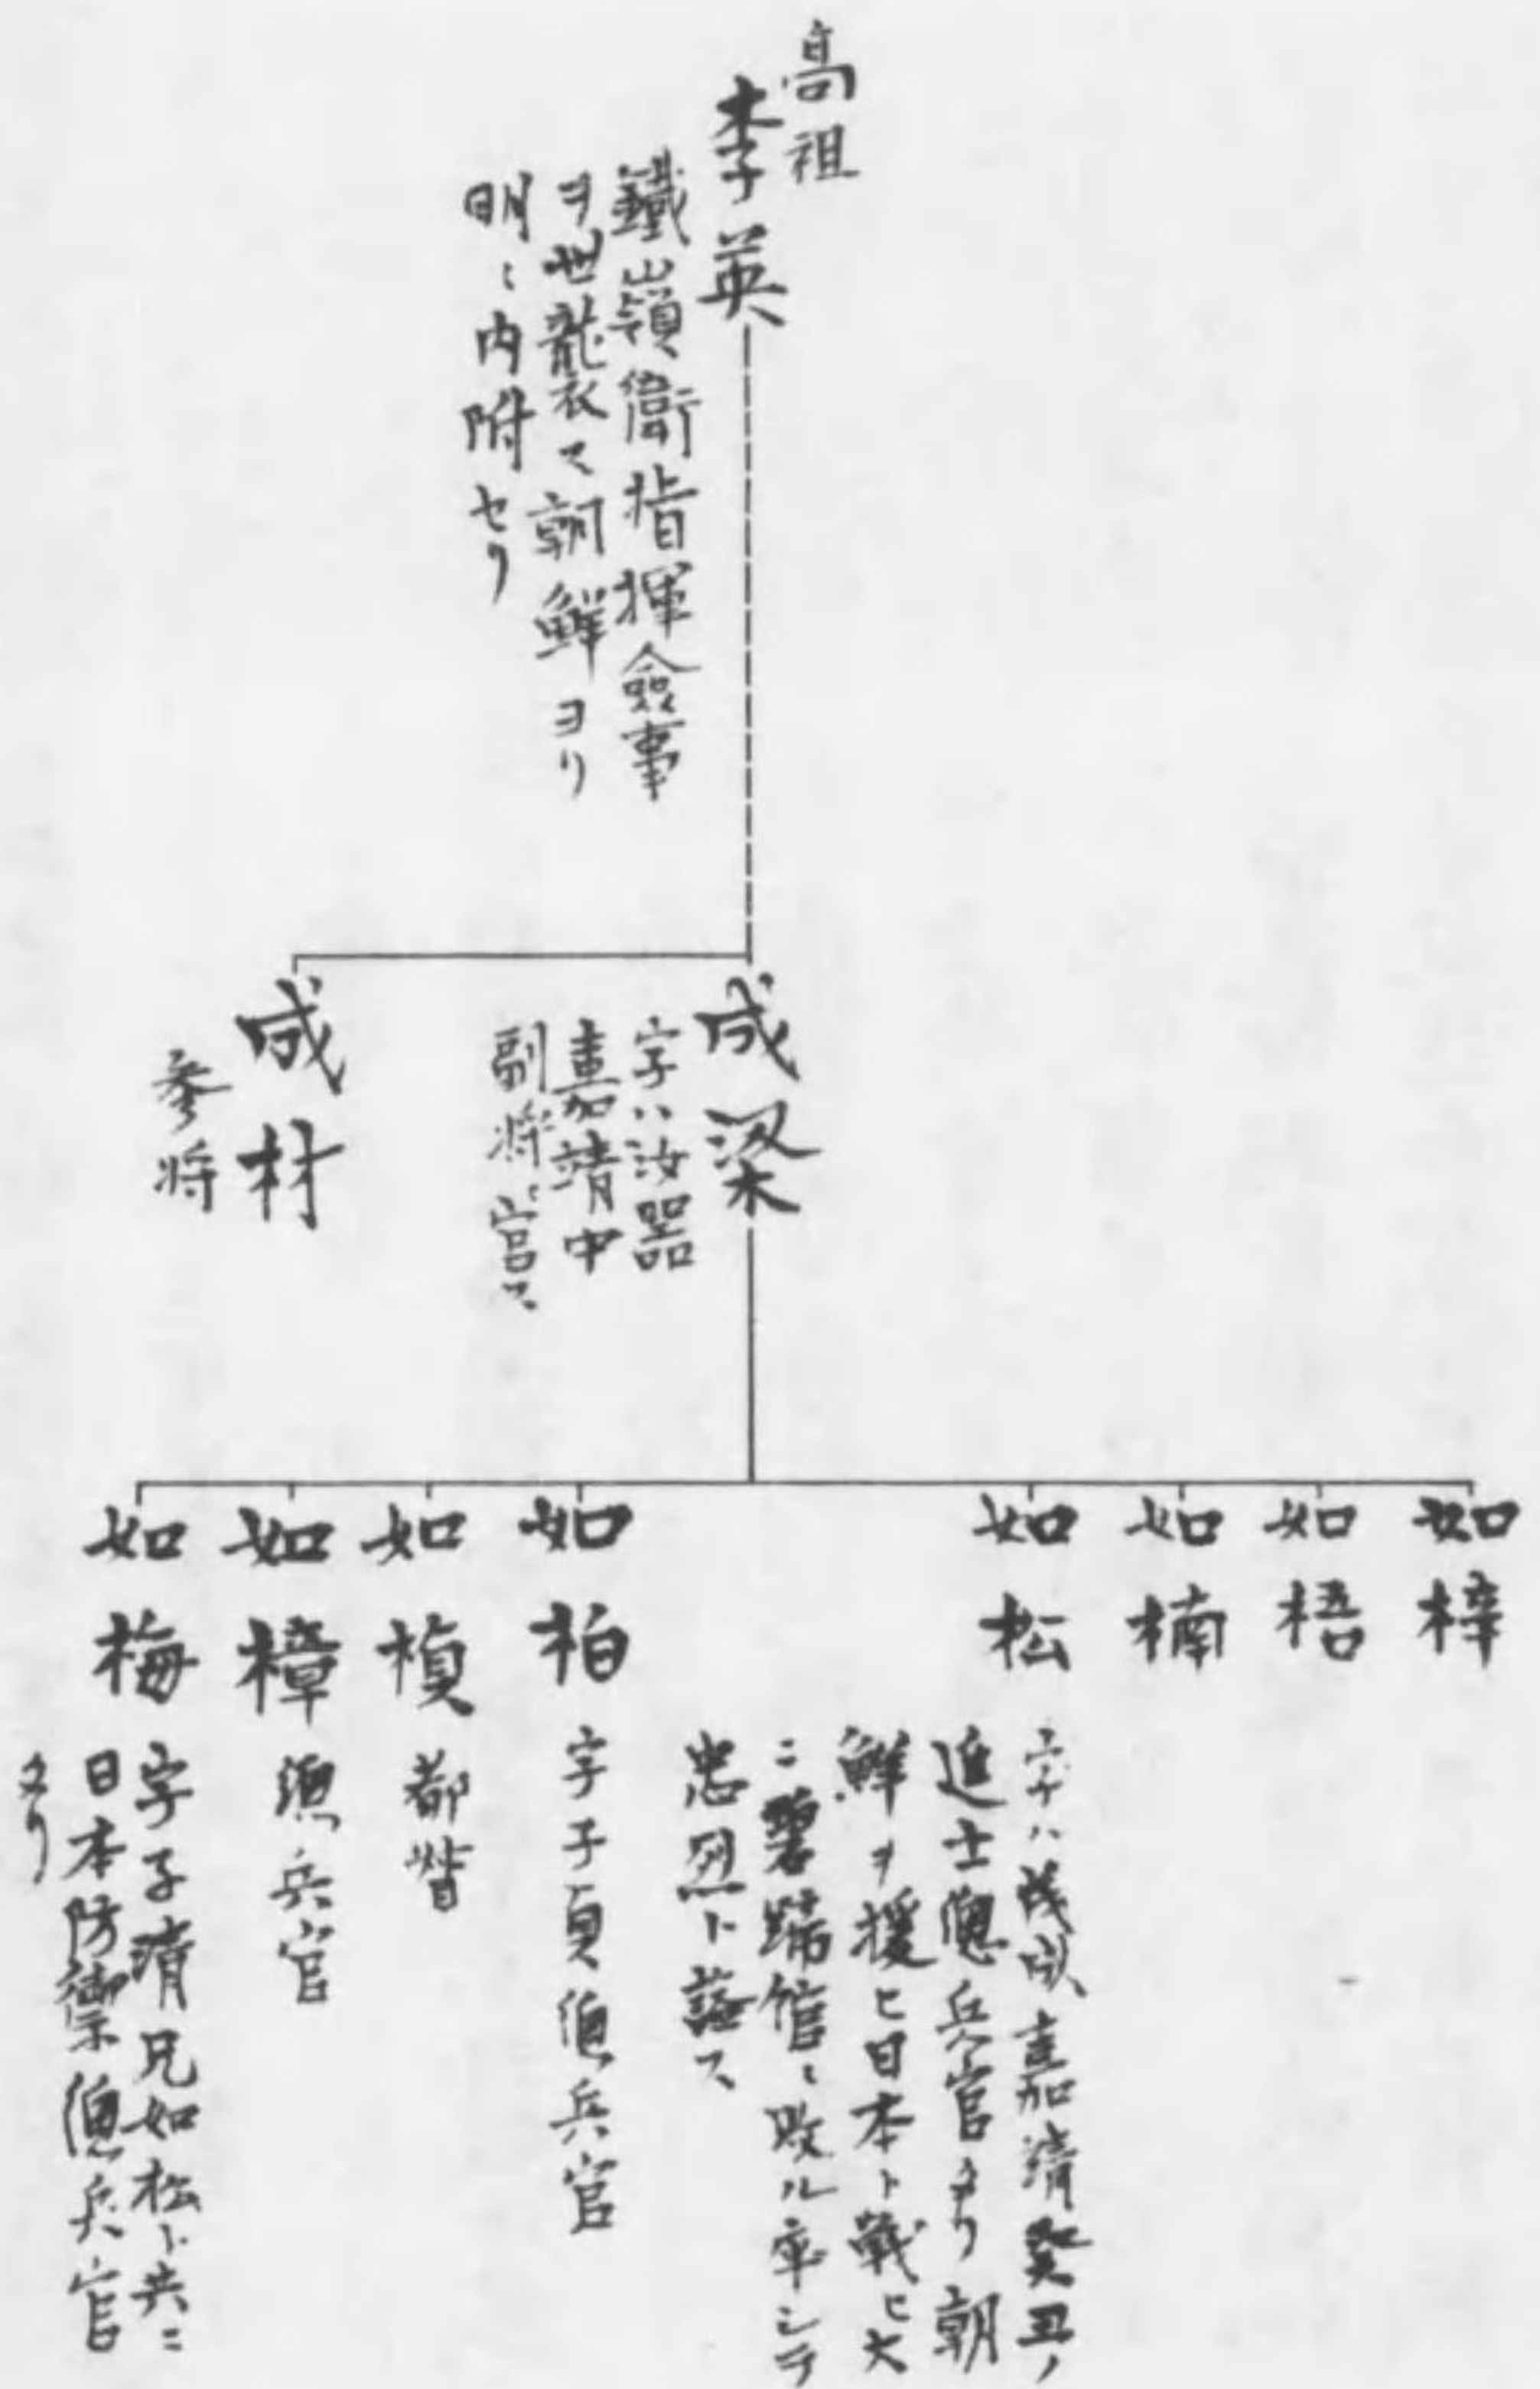 高祖
李英
鐵嶺衛指揮僉事
ヲ世襲ス朝鮮ヨリ
明ニ内附セリ
成梁
字ハ汝器
嘉靖中
副將ニ官ス
成材
參将
如梓
如梧
如楠
如松
字ハ茂 嘉靖癸丑ノ
進士總兵官タリ朝
鮮ヲ援ヒ日本ト戦ヒ大
ニ碧蹄館ニ敗ル卒シテ
忠烈ト諡ス
如柏
字子貞總兵官
如楨
都督
如樟
總兵官
如梅
字子清兄如松ト共ニ
日本防禦總兵官
タリ